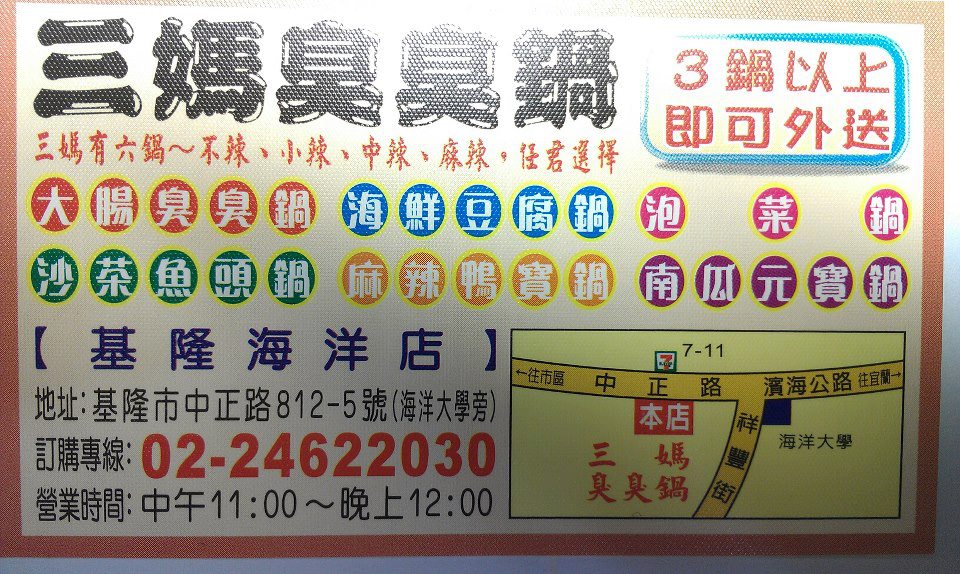 三媽臭臭鍋
3鍋以上
即可外送
三媽有六鍋～不辣、小辣、中辣、麻辣。任君選擇
大腸臭臭鍋 海鮮豆腐鍋 泡菜鍋
沙茶魚頭鍋 麻辣鴨寶鍋 南瓜元寶鍋
【基隆海洋店】
地址:基隆市中正路812-5號(海洋大學旁)
訂購專線:02-24622030
營業時間:中午11:00～晚上12:00
7-11
←往市區 中正路 濱海公路 往宜蘭→
本店
祥豐街
海洋大學
三媽
臭臭鍋